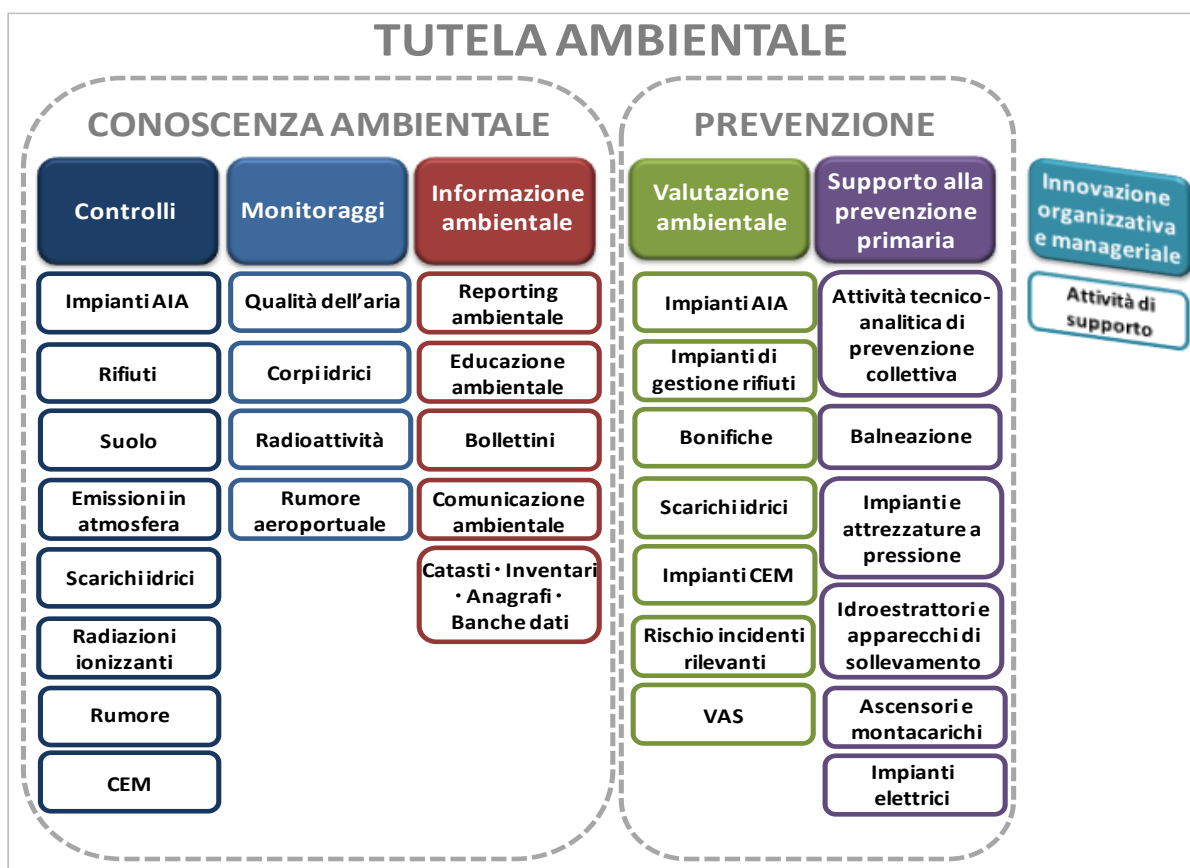 TUTELA AMBIENTALE
CONOSCENZA AMBIENTALE
Controlli
Impianti AIA
Rifiuti
Suolo
Emissioni in
atmosfera
Scarichi idrici
Radiazioni
ionizzanti
Rumore
CEM
Monitoraggi
Qualità dell'aria
Corpi idrici
Radioattività
Rumore
aeroportuale
Informazione
ambientale
Reporting
ambientale
Educazione
ambientale
Bollettini
Comunicazione
ambientale
Catasti · Inventari
· Anagrafi ·
Banche dati
PREVENZIONE
Valutazione
ambientale
Impianti AIA
Impianti di
gestione rifiuti
Bonifiche
Scarichi idrici
Impianti CEM
Rischio incidenti
rilevanti
VAS
Supporto alla
prevenzione
primaria
Attività tecnico-
analitica di
prevenzione
collettiva
Balneazione
Impianti e
attrezzature a
pressione
Idroestrattori e
apparecchi di
sollevamento
Ascensori e
montacarichi
Impianti
elettrici
Innovazione
organizzativa
e manageriale
Attività di
supporto